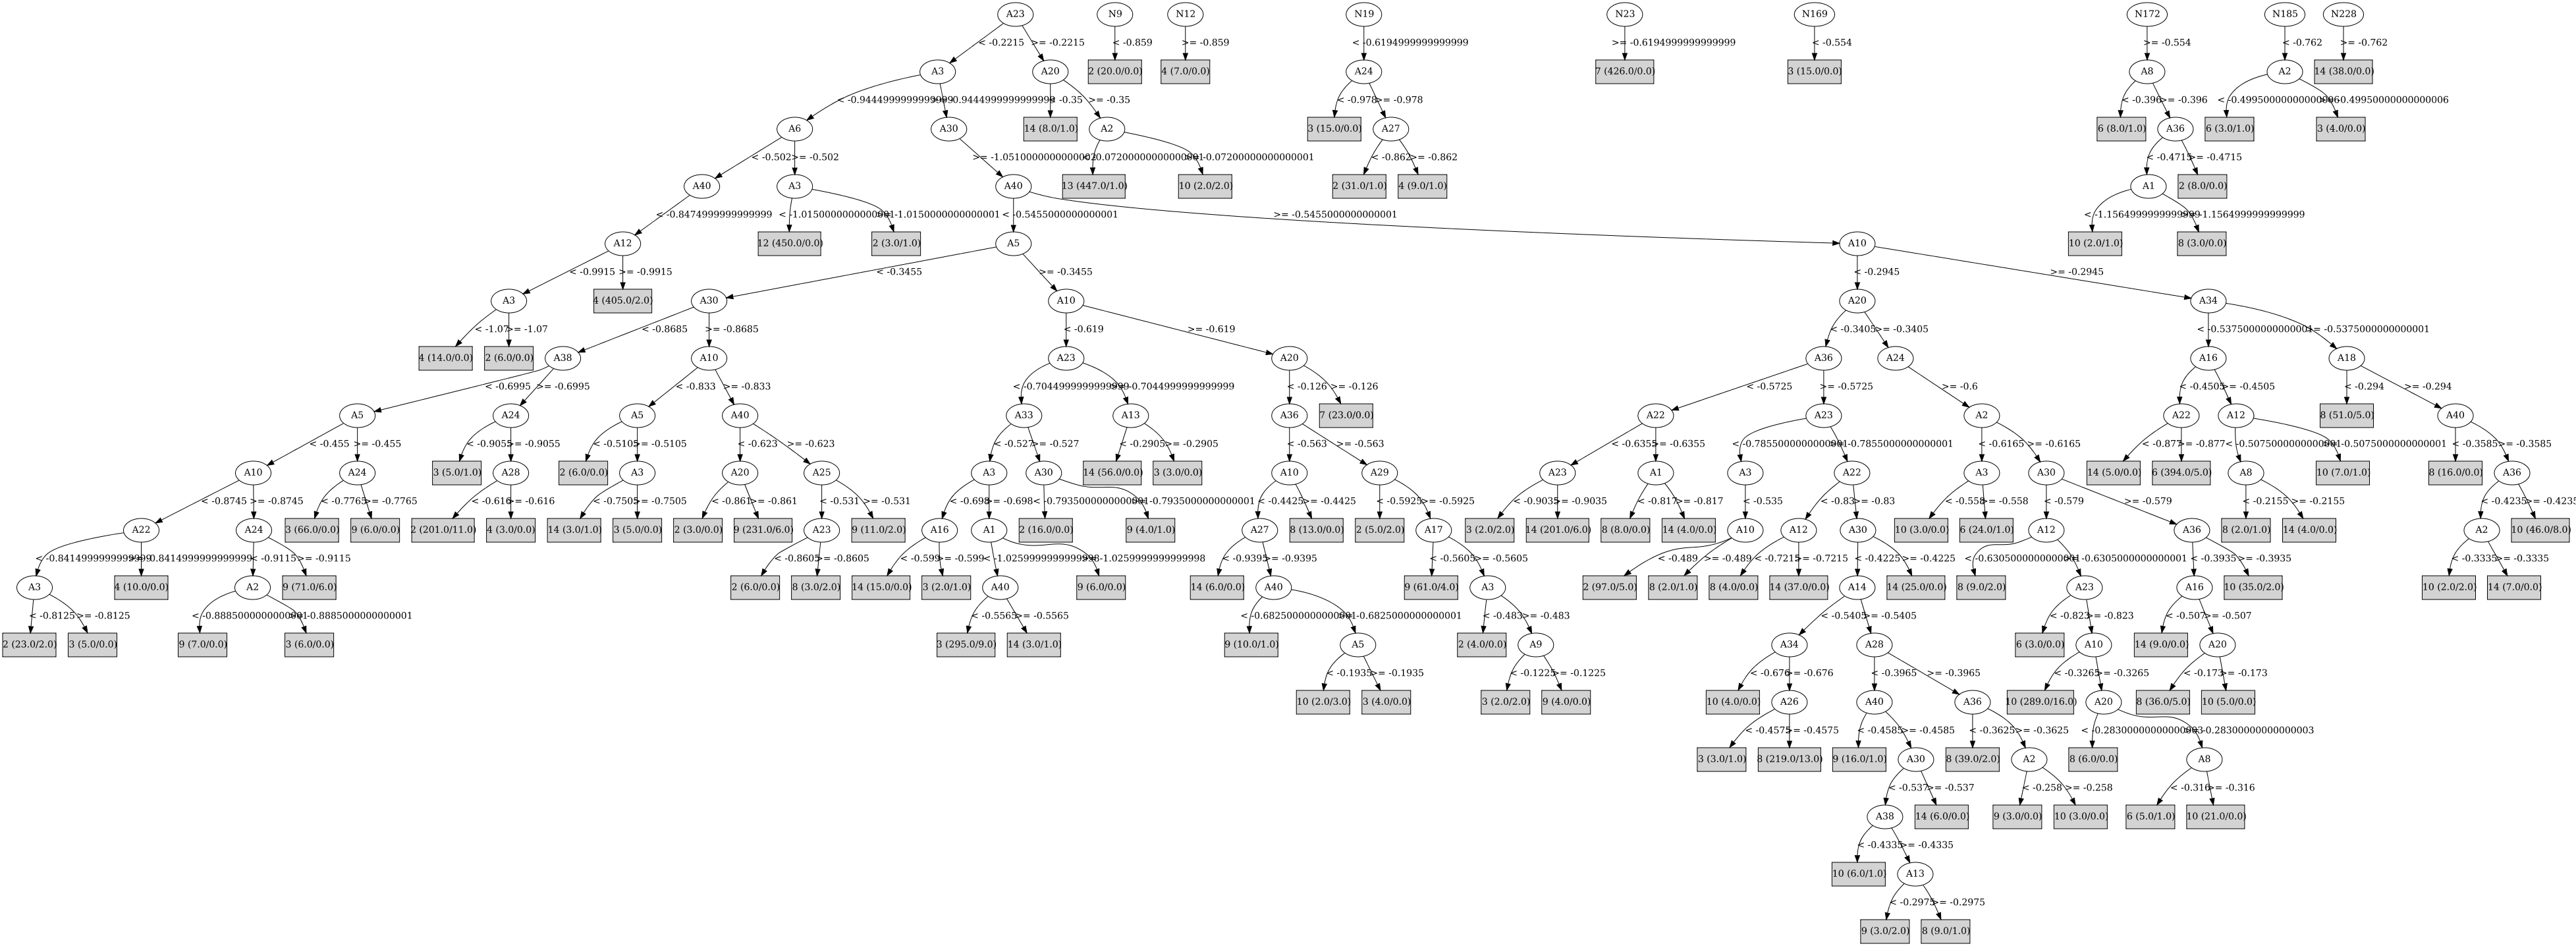 A23 N9 N12 N19 N23 N169 N172 N185 N228
< -0.2215 >= -0.2215 < -0.859 >= -0.859 < -0.6194999999999999 >= -0.6194999999999999 < -0.554 >= -0.554 < -0.762 >= -0.762
A3 A20 2 (20.0/0.0) 4 (7.0/0.0) A24 7 (426.0/0.0) 3 (15.0/0.0) A8 A2 14 (38.0/0.0)
< -0.9444999999999999 >= -0.9444999999999999 < -0.35 >= -0.35 < -0.978 >= -0.978 < -0.396 >= -0.396 < -0.49950000000000006 >= -0.49950000000000006
A6 A30 14 (8.0/1.0) A2 3 (15.0/0.0) A27 6 (8.0/1.0) A36 6 (3.0/1.0) 3 (4.0/0.0)
< -0.502 >= -0.502 >= -1.0510000000000002 < -0.07200000000000001 >= -0.07200000000000001 < -0.862 >= -0.862 < -0.4715 >= -0.4715
A40 A3 A40 13 (447.0/1.0) 10 (2.0/2.0) 2 (31.0/1.0) 4 (9.0/1.0) A1 2 (8.0/0.0)
< -0.8474999999999999 < -1.0150000000000001 >= -1.0150000000000001 < -0.5455000000000001 >= -0.5455000000000001 < -1.1564999999999999 >= -1.1564999999999999
A12 12 (450.0/0.0) 2 (3.0/1.0) A5 A10 10 (2.0/1.0) 8 (3.0/0.0)
< -0.9915 >= -0.9915 < -0.3455 >= -0.3455 < -0.2945 >= -0.2945
A3 4 (405.0/2.0) A30 A10 A20 A34
< -1.07 >= -1.07 < -0.8685 >= -0.8685 < -0.619 >= -0.619 < -0.3405 >= -0.3405 < -0.5375000000000001 >= -0.5375000000000001
4 (14.0/0.0) 2 (6.0/0.0) A38 A10 A23 A20 A36 A24 A16 A18
< -0.6995 >= -0.6995 < -0.833 >= -0.833 < -0.7044999999999999 >= -0.7044999999999999 < -0.126 >= -0.126 < -0.5725 >= -0.5725 >= -0.6 < -0.4505 >= -0.4505 < -0.294 >= -0.294
A5 A24 A5 A40 A33 A13 A36 7 (23.0/0.0) A22 A23 A2 A22 A12 8 (51.0/5.0) A40
< -0.455 >= -0.455 < -0.9055 >= -0.9055 < -0.5105 >= -0.5105 < -0.623 >= -0.623 < -0.527 >= -0.527 < -0.2905 >= -0.2905 < -0.563 >= -0.563 < -0.6355 >= -0.6355 < -0.7855000000000001 >= -0.7855000000000001 < -0.6165 >= -0.6165 < -0.877 >= -0.877 < -0.5075000000000001 >= -0.5075000000000001 < -0.3585 >= -0.3585
A10 A24 3 (5.0/1.0) A28 2 (6.0/0.0) A3 A20 A25 A3 A30 14 (56.0/0.0) 3 (3.0/0.0) A10 A29 A23 A1 A3 A22 A3 A30 14 (5.0/0.0) 6 (394.0/5.0) A8 10 (7.0/1.0) 8 (16.0/0.0) A36
< -0.8745 >= -0.8745 < -0.7765 >= -0.7765 < -0.616 >= -0.616 < -0.7505 >= -0.7505 < -0.861 >= -0.861 < -0.531 >= -0.531 < -0.698 >= -0.698 < -0.7935000000000001 >= -0.7935000000000001 < -0.4425 >= -0.4425 < -0.5925 >= -0.5925 < -0.9035 >= -0.9035 < -0.817 >= -0.817 < -0.535 < -0.83 >= -0.83 < -0.558 >= -0.558 < -0.579 >= -0.579 < -0.2155 >= -0.2155 < -0.4235 >= -0.4235
A22 A24 3 (66.0/0.0) 9 (6.0/0.0) 2 (201.0/11.0) 4 (3.0/0.0) 14 (3.0/1.0) 3 (5.0/0.0) 2 (3.0/0.0) 9 (231.0/6.0) A23 9 (11.0/2.0) A16 A1 2 (16.0/0.0) 9 (4.0/1.0) A27 8 (13.0/0.0) 2 (5.0/2.0) A17 3 (2.0/2.0) 14 (201.0/6.0) 8 (8.0/0.0) 14 (4.0/0.0) A10 A12 A30 10 (3.0/0.0) 6 (24.0/1.0) A12 A36 8 (2.0/1.0) 14 (4.0/0.0) A2 10 (46.0/8.0)
< -0.8414999999999999 >= -0.8414999999999999 < -0.9115 >= -0.9115 < -0.8605 >= -0.8605 < -0.599 >= -0.599 < -1.0259999999999998 >= -1.0259999999999998 < -0.9395 >= -0.9395 < -0.5605 >= -0.5605 < -0.489 >= -0.489 < -0.7215 >= -0.7215 < -0.4225 >= -0.4225 < -0.6305000000000001 >= -0.6305000000000001 < -0.3935 >= -0.3935 < -0.3335 >= -0.3335
A3 4 (10.0/0.0) A2 9 (71.0/6.0) 2 (6.0/0.0) 8 (3.0/2.0) 14 (15.0/0.0) 3 (2.0/1.0) A40 9 (6.0/0.0) 14 (6.0/0.0) A40 9 (61.0/4.0) A3 2 (97.0/5.0) 8 (2.0/1.0) 8 (4.0/0.0) 14 (37.0/0.0) A14 14 (25.0/0.0) 8 (9.0/2.0) A23 A16 10 (35.0/2.0) 10 (2.0/2.0) 14 (7.0/0.0)
< -0.8125 >= -0.8125 < -0.8885000000000001 >= -0.8885000000000001 < -0.5565 >= -0.5565 < -0.6825000000000001 >= -0.6825000000000001 < -0.483 >= -0.483 < -0.5405 >= -0.5405 < -0.823 >= -0.823 < -0.507 >= -0.507
2 (23.0/2.0) 3 (5.0/0.0) 9 (7.0/0.0) 3 (6.0/0.0) 3 (295.0/9.0) 14 (3.0/1.0) 9 (10.0/1.0) A5 2 (4.0/0.0) A9 A34 A28 6 (3.0/0.0) A10 14 (9.0/0.0) A20
< -0.1935 >= -0.1935 < -0.1225 >= -0.1225 < -0.676 >= -0.676 < -0.3965 >= -0.3965 < -0.3265 >= -0.3265 < -0.173 >= -0.173
10 (2.0/3.0) 3 (4.0/0.0) 3 (2.0/2.0) 9 (4.0/0.0) 10 (4.0/0.0) A26 A40 A36 10 (289.0/16.0) A20 8 (36.0/5.0) 10 (5.0/0.0)
< -0.4575 >= -0.4575 < -0.4585 >= -0.4585 < -0.3625 >= -0.3625 < -0.28300000000000003 >= -0.28300000000000003
3 (3.0/1.0) 8 (219.0/13.0) 9 (16.0/1.0) A30 8 (39.0/2.0) A2 8 (6.0/0.0) A8
< -0.537 >= -0.537 < -0.258 >= -0.258 < -0.316 >= -0.316
A38 14 (6.0/0.0) 9 (3.0/0.0) 10 (3.0/0.0) 6 (5.0/1.0) 10 (21.0/0.0)
< -0.4335 >= -0.4335
10 (6.0/1.0) A13
< -0.2975 >= -0.2975
9 (3.0/2.0) 8 (9.0/1.0)